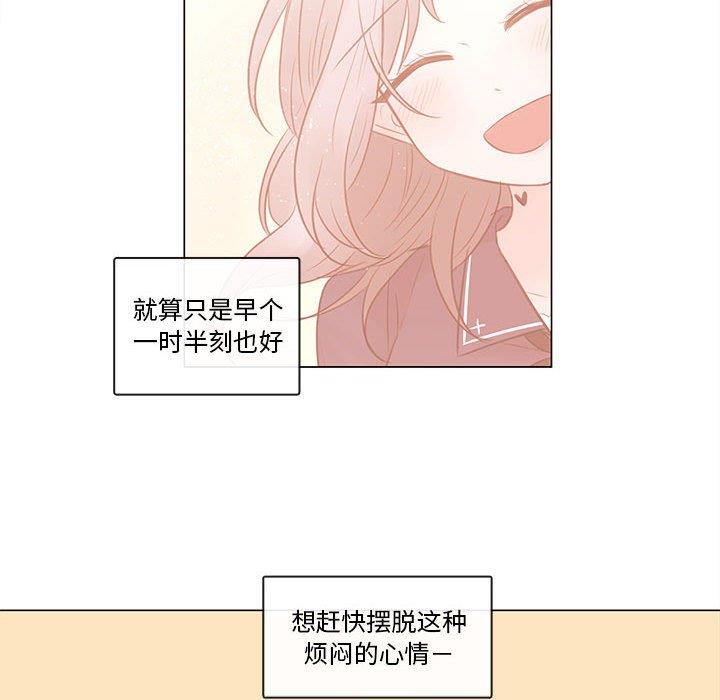 就算只是早个
一时半刻也好
想赶快摆脱这种
烦闷的心情—